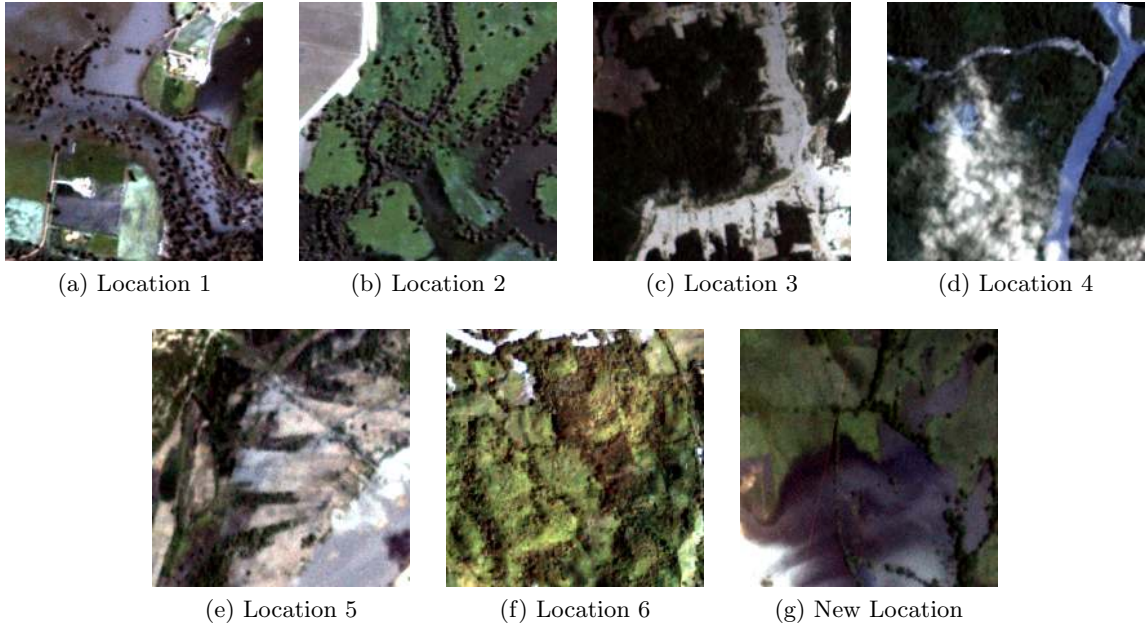 (a) Location 1
(b) Location 2
(c) Location 3
(d) Location 4
(e) Location 5
(f) Location 6
(g) New Location